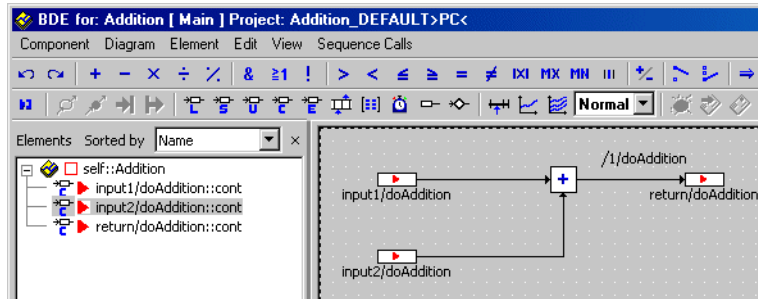 BDE for: Addition [ Main ] Project: Addition_DEFAULT>PC<
Component Diagram Element Edit View Sequence Calls
+ - × ÷ % & ≥1 ! > < ≤ ≥ = ≠ |X| MX MN
L S U C E Normal
Elements Sorted by Name ×
self::Addition
input1/doAddition::cont
input2/doAddition::cont
return/doAddition::cont
/1/doAddition
+
input1/doAddition return/doAddition
input2/doAddition